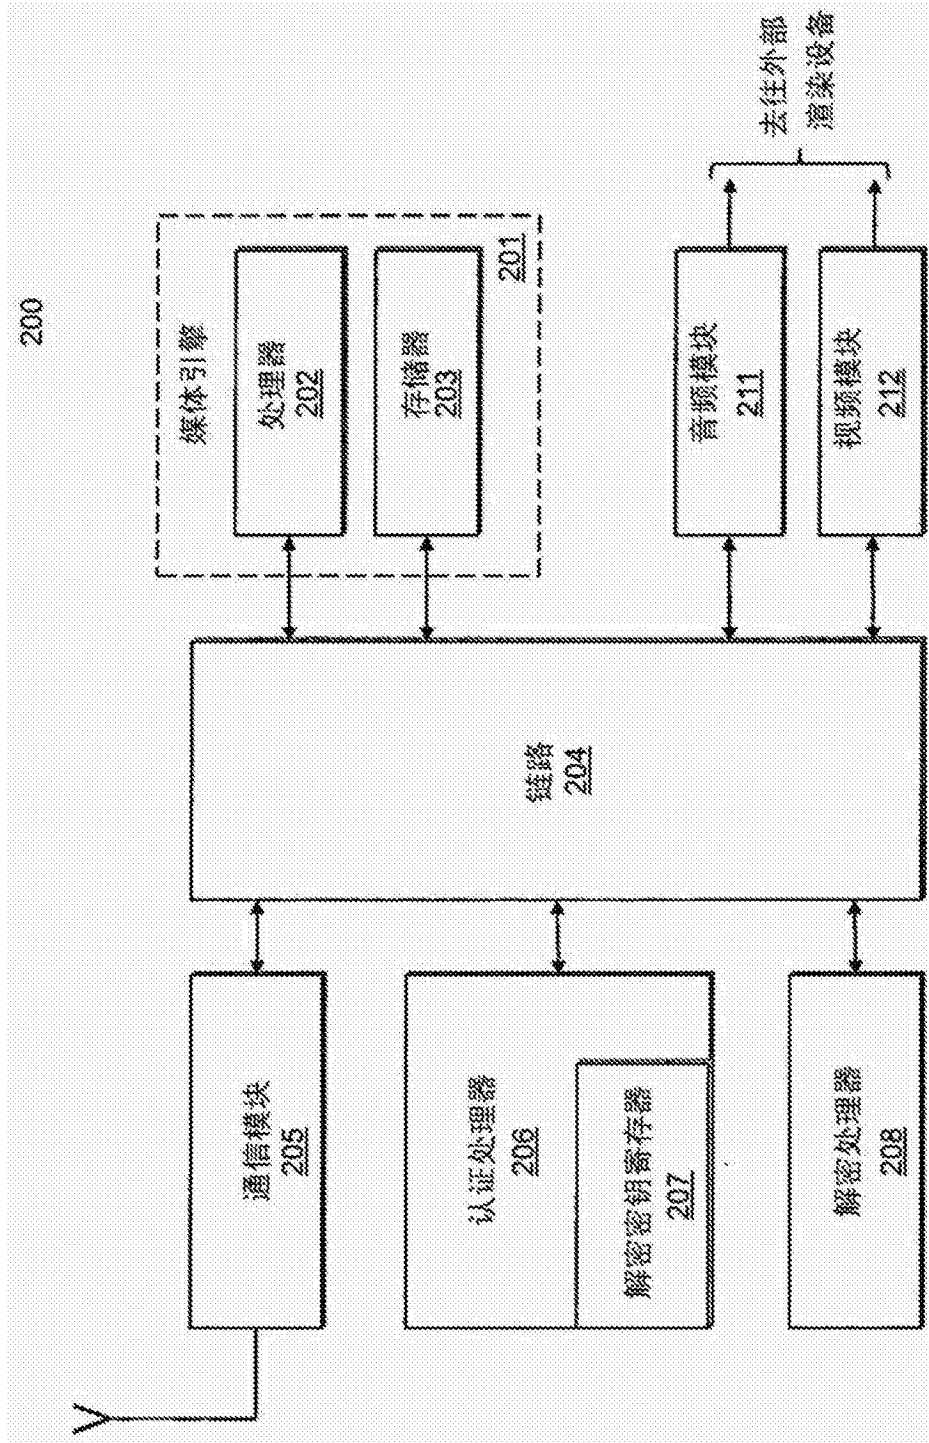 200
通信模块
205
认证处理器
206
解密密钥寄存器
207
解密处理器
208
链路
204
媒体引擎
处理器
202
存储器
203
201
音频模块
211
视频模块
212
去往外部
渲染设备